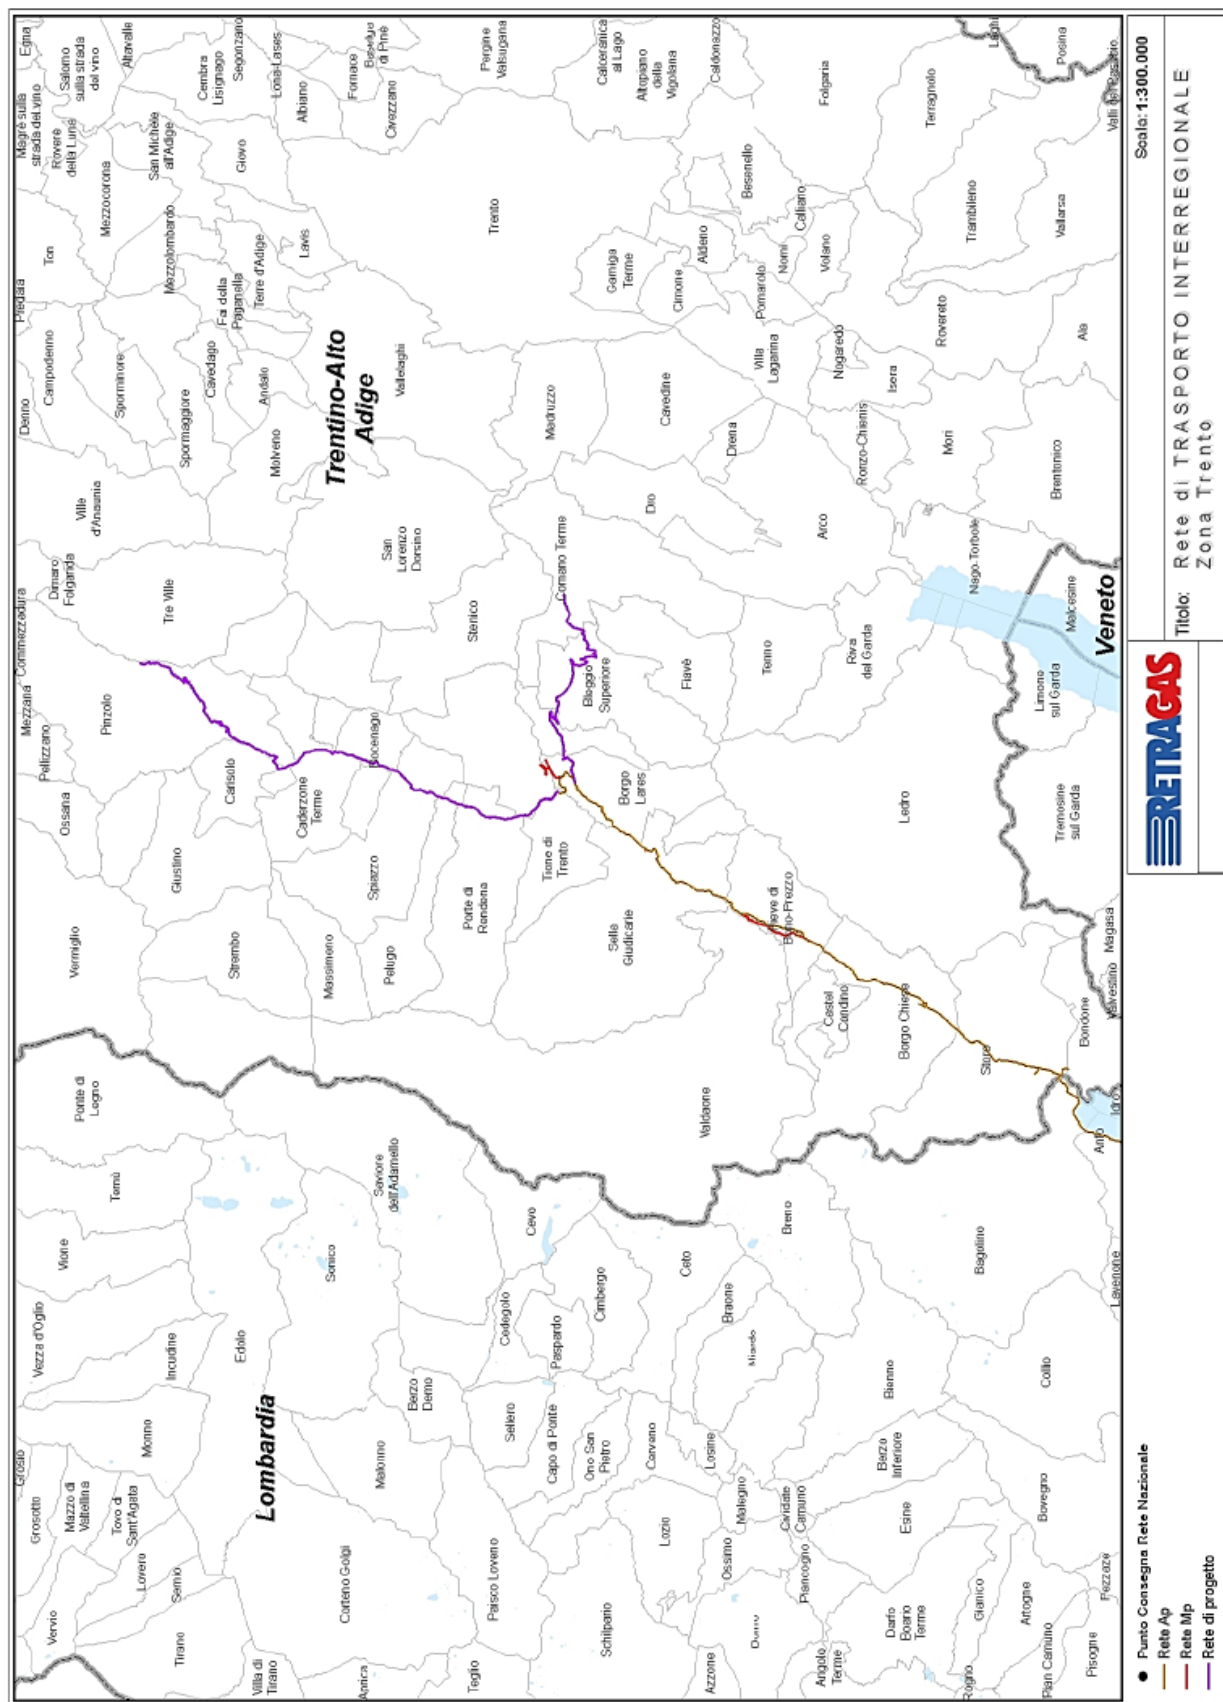 Vervio
Grosotto
Grosio
Mazzo di
Valtellina
Tovo di
Sant'Agata
Lovero
Sernio
Tirano
Villa di
Tirano
Aprica
Teglio
Monno
Vezza d'Oglio
Incudine
Vione
Temù
Ponte di
Legno
Edolo
Lombardia
Corteno Golgi
Malonno
Sonico
Saviore
dell'Adamello
Berzo
Demo
Cevo
Cedegolo
Sellero
Paspardo
Cimbergo
Capo di Ponte
Ono San
Pietro
Paisco Loveno
Schilpario
Cerveno
Ceto
Braone
Losine
Lozio
Malegno
Ossimo
Azzone
Breno
Cividate
Camuno
Piancogno
Angolo
Terme
Bienno
Berzo
Inferiore
Esine
Darfo
Boario
Terme
Bagolino
Gianico
Artogne
Rogno
Pian Camuno
Pisogne
Pezzaze
Bovegno
Collio
Lavenone
Anfo
Idro
Vermiglio
Ossana
Pellizzano
Mezzana
Commezzadura
Dimaro
Folgarida
Pinzolo
Tre Ville
Giustino
Carisolo
Strembo
Caderzone
Terme
Massimeno
Bocenago
Spiazzo
Pelugo
Porte di
Rendena
Tione di
Trento
Selle
Giudicarie
Borgo
Lares
Valdaone
Pieve di
Bono-Prezzo
Castel
Condino
Borgo Chiese
Storo
Bondone
Valvestino
Magasa
Ledro
Tremosine
sul Garda
Limone
sul Garda
Malcesine
Veneto
Nago-Torbole
Riva
del Garda
Tenno
Fiavè
Bleggio
Superiore
Comano Terme
Stenico
San
Lorenzo
Dorsino
Ville
d'Anaunia
Denno
Campodenno
Sporminore
Spormaggiore
Cavedago
Andalo
Molveno
Fai della
Paganella
Trentino-Alto
Adige
Vallelaghi
Madruzzo
Cavedine
Drena
Dro
Arco
Ronzo-Chienis
Mori
Brentonico
Isera
Nogaredo
Villa
Lagarina
Rovereto
Ala
Ton
Mezzocorona
Mezzolombardo
Terre d'Adige
Lavis
Trento
Garniga
Terme
Cimone
Aldeno
Pomarolo
Nomi
Volano
Calliano
Besenello
Trambileno
Vallarsa
Terragnolo
Folgaria
Posina
Laghi
Caldonazzo
Altopiano
della
Vigolana
Calceranica
al Lago
Pergine
Valsugana
Civezzano
Fornace
Baselga
di Pinè
Albiano
Lona-Lases
Segonzano
Cembra
Lisignago
Giovo
San Michele
all'Adige
Altavalle
Salorno
sulla strada
del vino
Egna
Magrè sulla
strada del vino
Roverè
della Luna
Punto Consegna Rete Nazionale
Rete Ap
Rete Mp
Rete di progetto
RETRAGAS
Scala: 1:300.000
Titolo: Rete di TRASPORTO INTERREGIONALE
Zona Trento